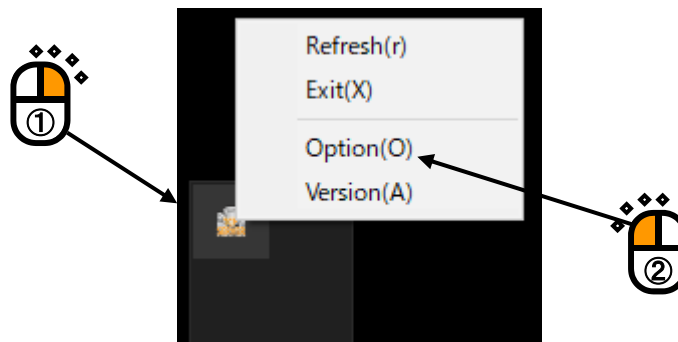 Refresh(r)
Exit(X)
①
Option(O)
Version(A)
②